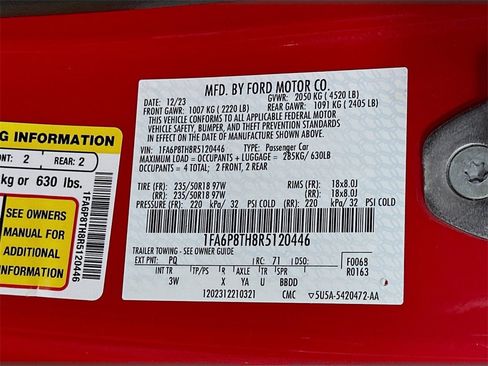 MFD. BY FORD MOTOR CO.
DATE: 12/23 GVWR: 2050 KG ( 4520 LB)
FRONT GAWR: 1007 KG ( 2220 LB) REAR GAWR: 1091 KG ( 2405 LB)
THIS VEHICLE CONFORMS TO ALL APPLICABLE FEDERAL MOTOR
VEHICLE SAFETY, BUMPER, AND THEFT PREVENTION STANDARDS
IN EFFECT ON THE DATE OF MANUFACTURE SHOWN ABOVE.
VIN: 1FA6P8TH8R5120446 TYPE: Passenger Car
MAXIMUM LOAD = OCCUPANTS + LUGGAGE = 285KG/ 630LB
OCCUPANTS = 4 TOTAL: 2 FRONT, 2 REAR
TIRE (FR): 235/50R18 97W RIMS (FR): 18x8.0J
(RR): 235/50R18 97W (RR): 18x8.0J
PRESSURE (FR): 220 kPa/ 32 PSI COLD (RR): 220 kPa/ 32 PSI COLD
1FA6P8TH8R5120446
TRAILER TOWING - SEE OWNER GUIDE
EXT PNT: PQ RC: 71 DSO: F006B
R0163
INT TR TP/PS R AXLE TR SPR
3W X YA U BBDD
1202312210321 CMC ▽5U5A-5420472-AA
G INFORMATION
NT: 2 REAR: 2
kg or 630 lbs.
SEE OWNERS
MANUAL FOR
ADDITIONAL
INFORMATION
1FA6P8TH8R5120446